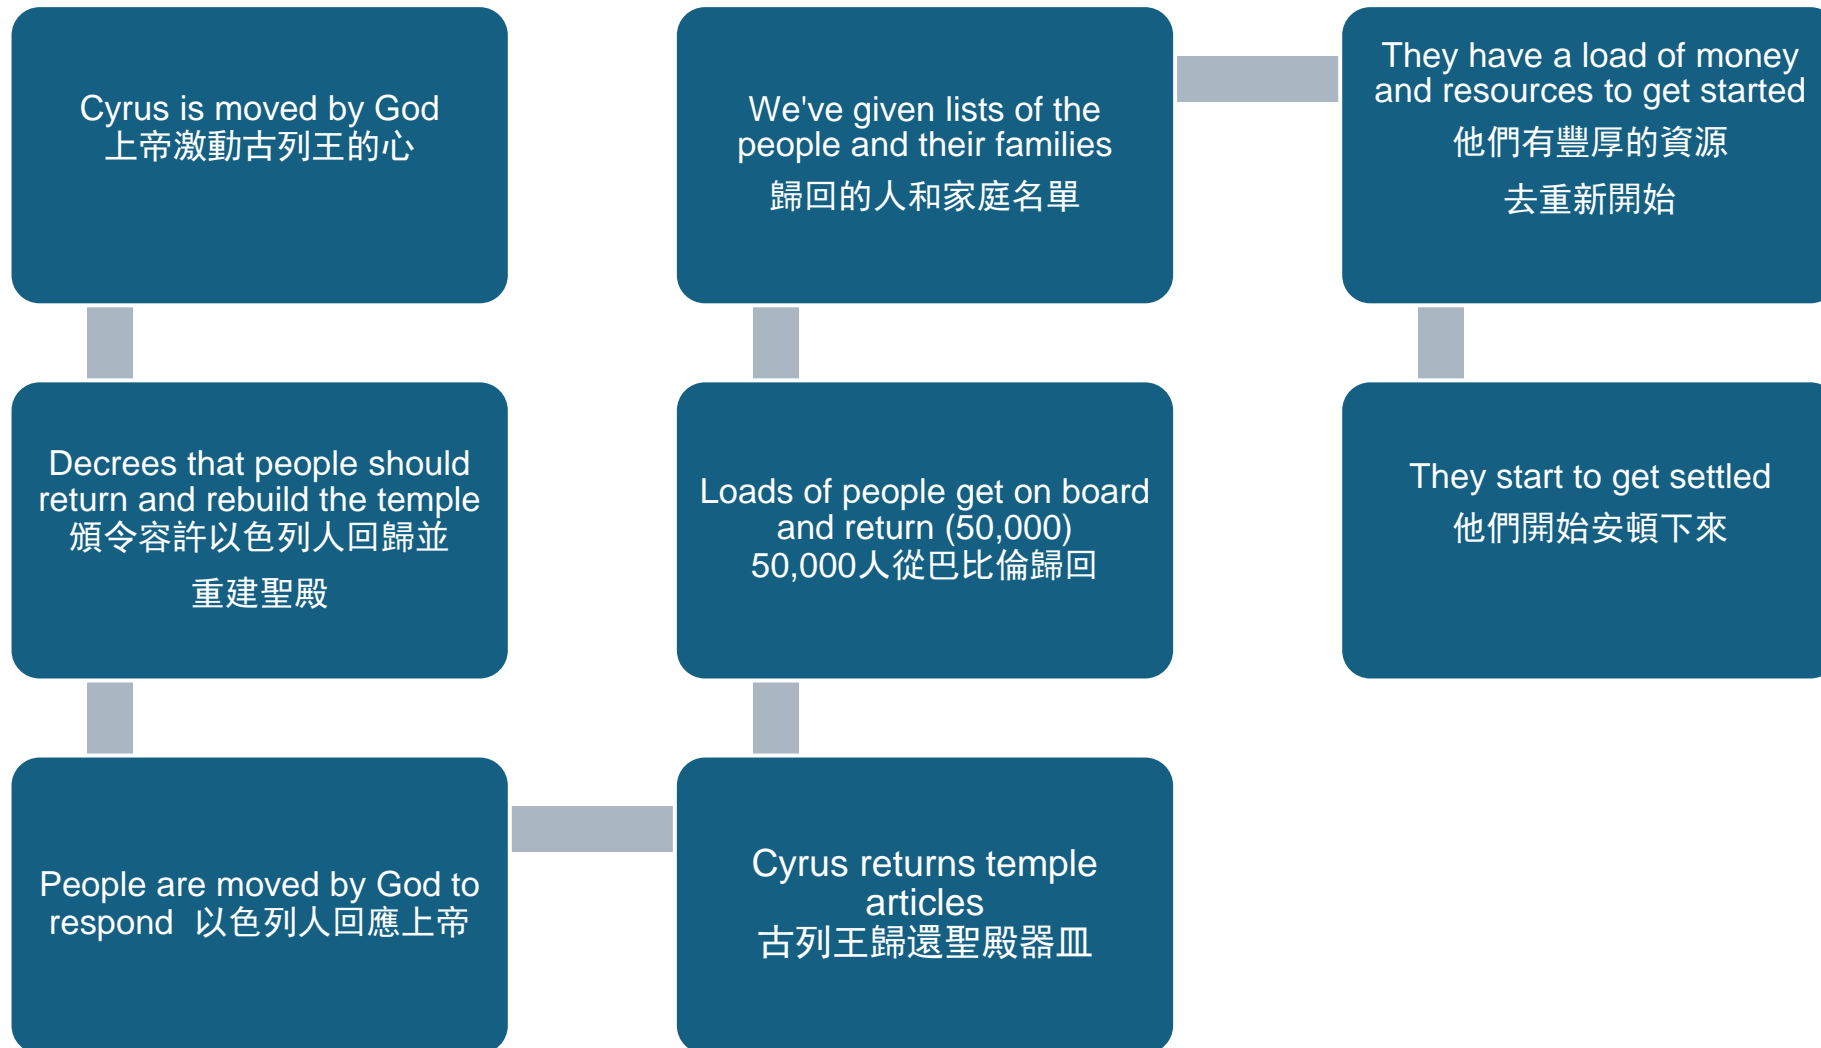 Cyrus is moved by God
上帝激動古列王的心
Decrees that people should
return and rebuild the temple
頒令容許以色列人回歸並
重建聖殿
People are moved by God to
respond 以色列人回應上帝
Cyrus returns temple
articles
古列王歸還聖殿器皿
Loads of people get on board
and return (50,000)
50,000人從巴比倫歸回
We've given lists of the
people and their families
歸回的人和家庭名單
They have a load of money
and resources to get started
他們有豐厚的資源
去重新開始
They start to get settled
他們開始安頓下來